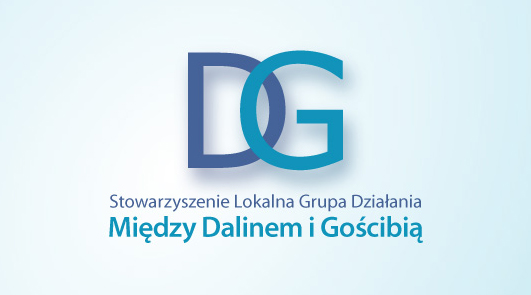 DG
Stowarzyszenie Lokalna Grupa Działania
Między Dalinem i Gościbią